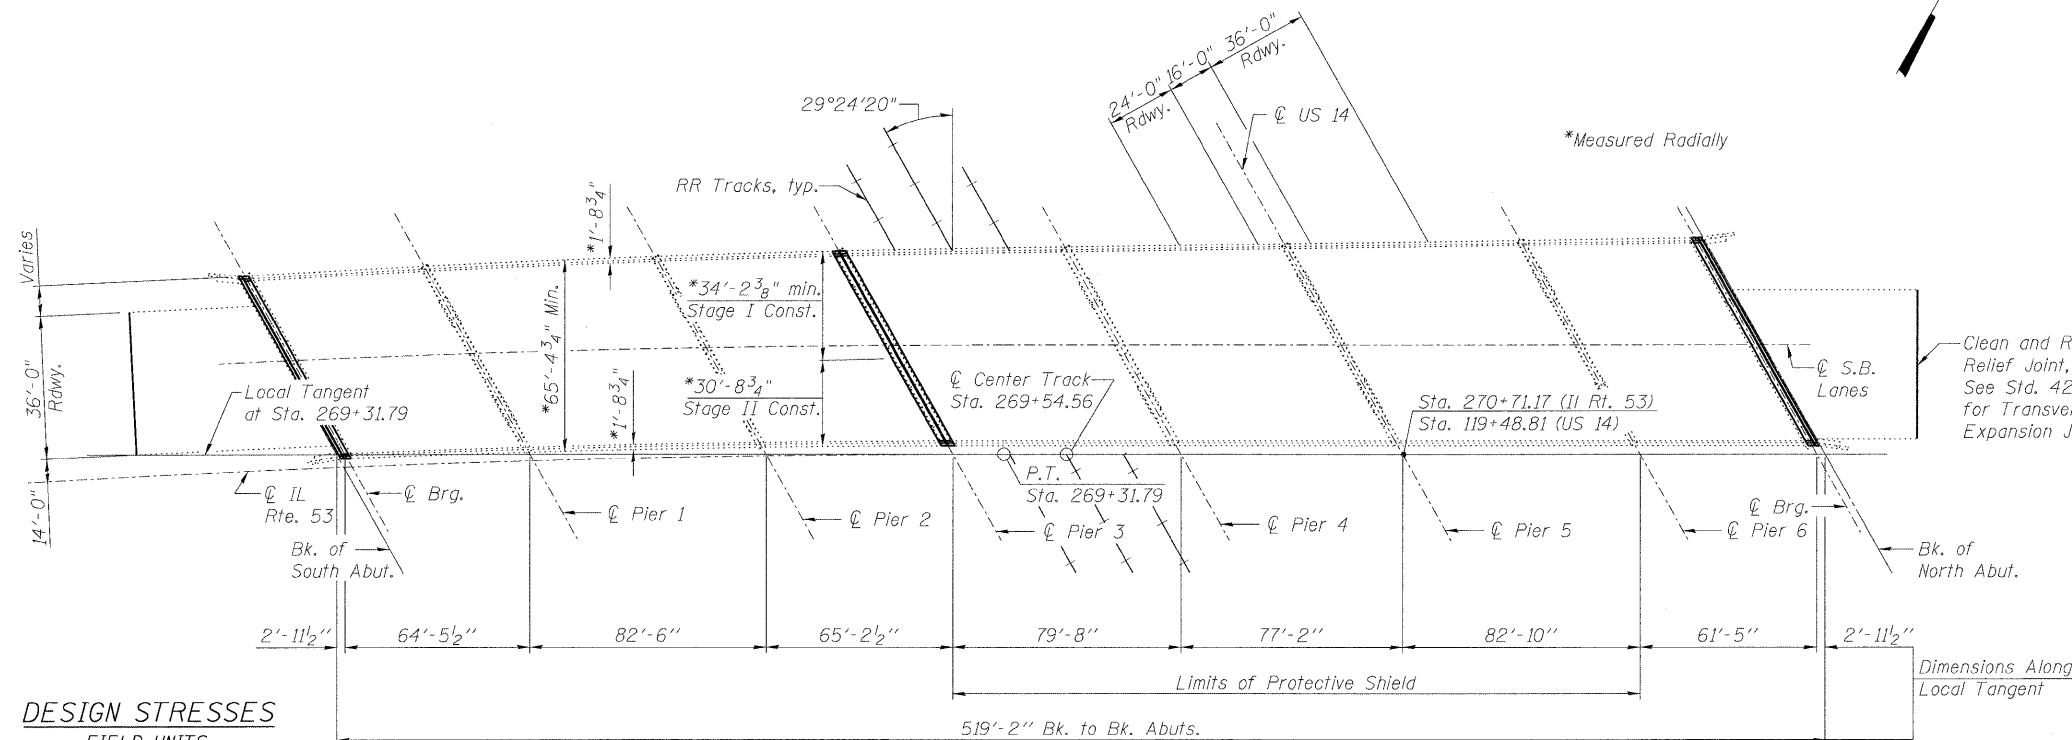 36'-0"
Rdwy.
24'-0"
Rdwy.
16'-0"
29°24'20"
℄ US 14
*Measured Radially
RR Tracks, typ.
*1'-8¾"
Varies
*34'-2⅜" min.
Stage I Const.
*65'-4¾" Min.
36'-0"
Rdwy.
Local Tangent
at Sta. 269+31.79
*30'-8¾"
Stage II Const.
*1'-8¾"
℄ Center Track
Sta. 269+54.56
Sta. 270+71.17 (Il Rt. 53)
Sta. 119+48.81 (US 14)
℄ S.B.
Lanes
Clean and R
Relief Joint,
See Std. 42
for Transver
Expansion J
14'-0"
℄ IL
Rte. 53
℄ Brg.
P.T.
Sta. 269+31.79
℄ Pier 1
℄ Pier 2
℄ Pier 3
℄ Pier 4
℄ Pier 5
℄ Pier 6
℄ Brg.
Bk. of
South Abut.
Bk. of
North Abut.
2'-11½"
64'-5½"
82'-6"
65'-2½"
79'-8"
77'-2"
82'-10"
61'-5"
2'-11½"
Dimensions Along
Local Tangent
Limits of Protective Shield
519'-2" Bk. to Bk. Abuts.
DESIGN STRESSES
FIELD UNITS